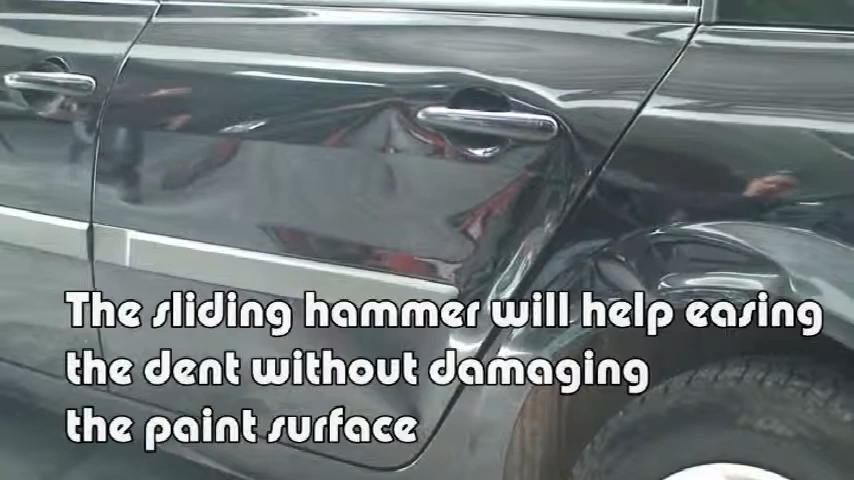 The sliding hammer will help easing
the dent without damaging
the paint surface